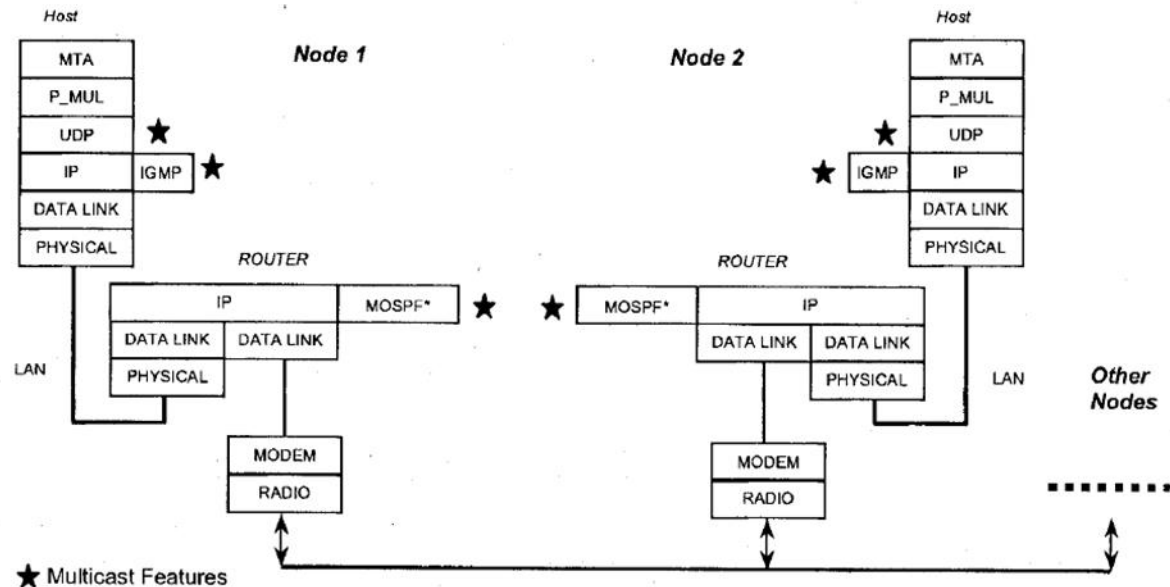 Host
Host
Node 1
Node 2
MTA
MTA
P_MUL
P_MUL
UDP
UDP
IP
IGMP
IGMP
IP
DATA LINK
DATA LINK
PHYSICAL
PHYSICAL
ROUTER
ROUTER
IP
MOSPF*
MOSPF*
IP
DATA LINK
DATA LINK
DATA LINK
DATA LINK
LAN
PHYSICAL
PHYSICAL
LAN
Other
Nodes
MODEM
MODEM
RADIO
RADIO
★ Multicast Features